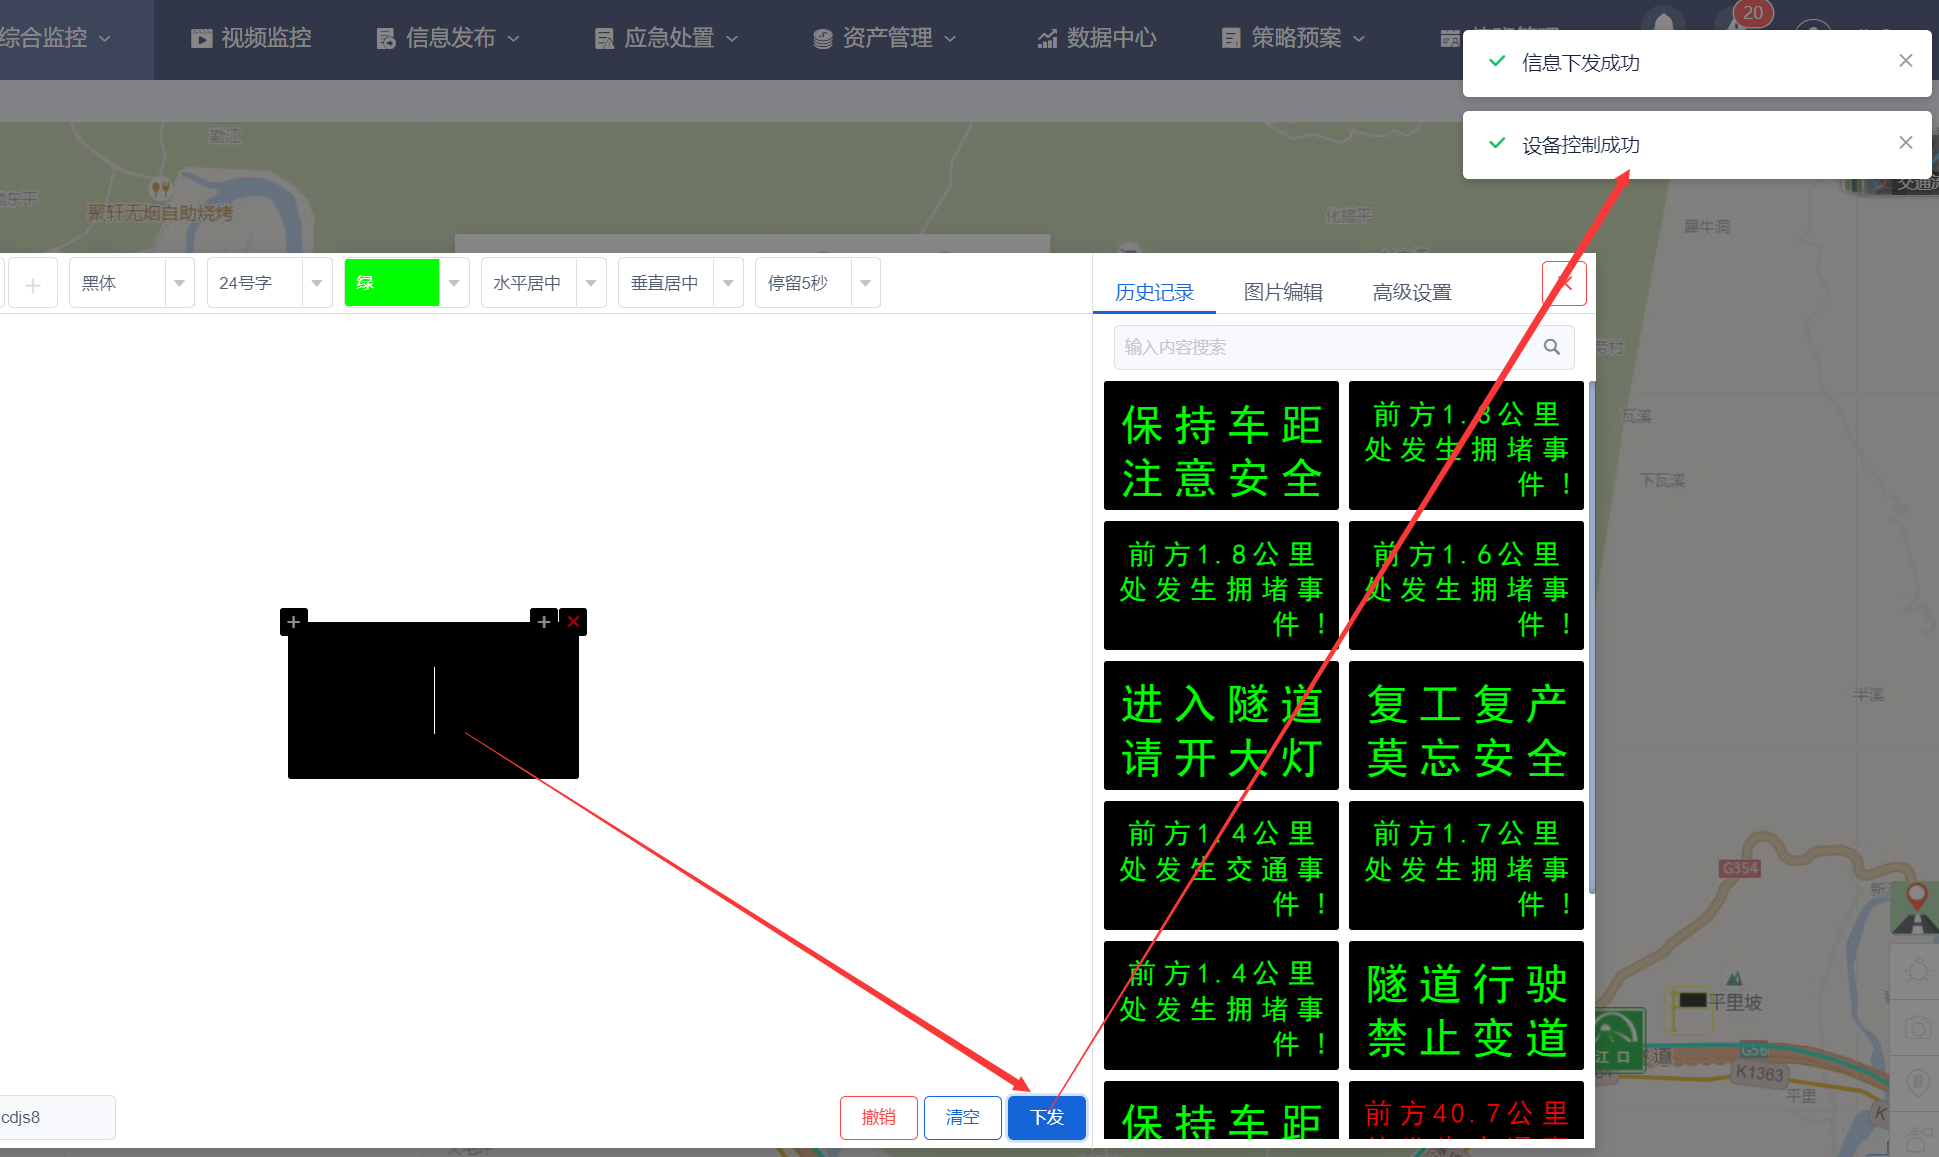 综合监控
视频监控
信息发布
应急处置
资产管理
数据中心
策略预案
20
信息下发成功
设备控制成功
勐江
聚轩无烟自助烧烤
化福平
犀牛洞
黑体
24号字
绿
水平居中
垂直居中
停留5秒
历史记录
图片编辑
高级设置
输入内容搜索
保持车距
注意安全
前方1.8公里
处发生拥堵事
件！
前方1.8公里
处发生拥堵事
件！
前方1.6公里
处发生拥堵事
件！
进入隧道
请开大灯
复工复产
莫忘安全
前方1.4公里
处发生交通事
件！
前方1.7公里
处发生拥堵事
件！
前方1.4公里
处发生拥堵事
件！
隧道行驶
禁止变道
保持车距
前方40.7公里
瓦溪
下瓦溪
半溪
G354
平里坡
江口
G56
K1363
平里
cdjs8
撤销
清空
下发